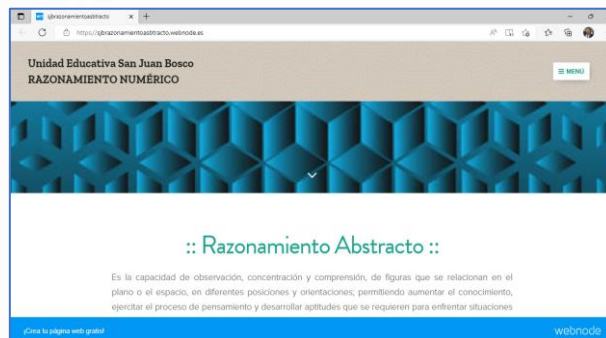 sjbrazonamientoasbtracto
https://sjbrazonamientoasbtracto.webnode.es
Unidad Educativa San Juan Bosco
RAZONAMIENTO NUMÉRICO
MENÚ
:: Razonamiento Abstracto ::
Es la capacidad de observación, concentración y comprensión, de figuras que se relacionan en el
plano o el espacio, en diferentes posiciones y orientaciones; permitiendo aumentar el conocimiento,
ejercitar el proceso de pensamiento y desarrollar aptitudes que se requieren para enfrentar situaciones
¡Crea tu página web gratis!
webnode